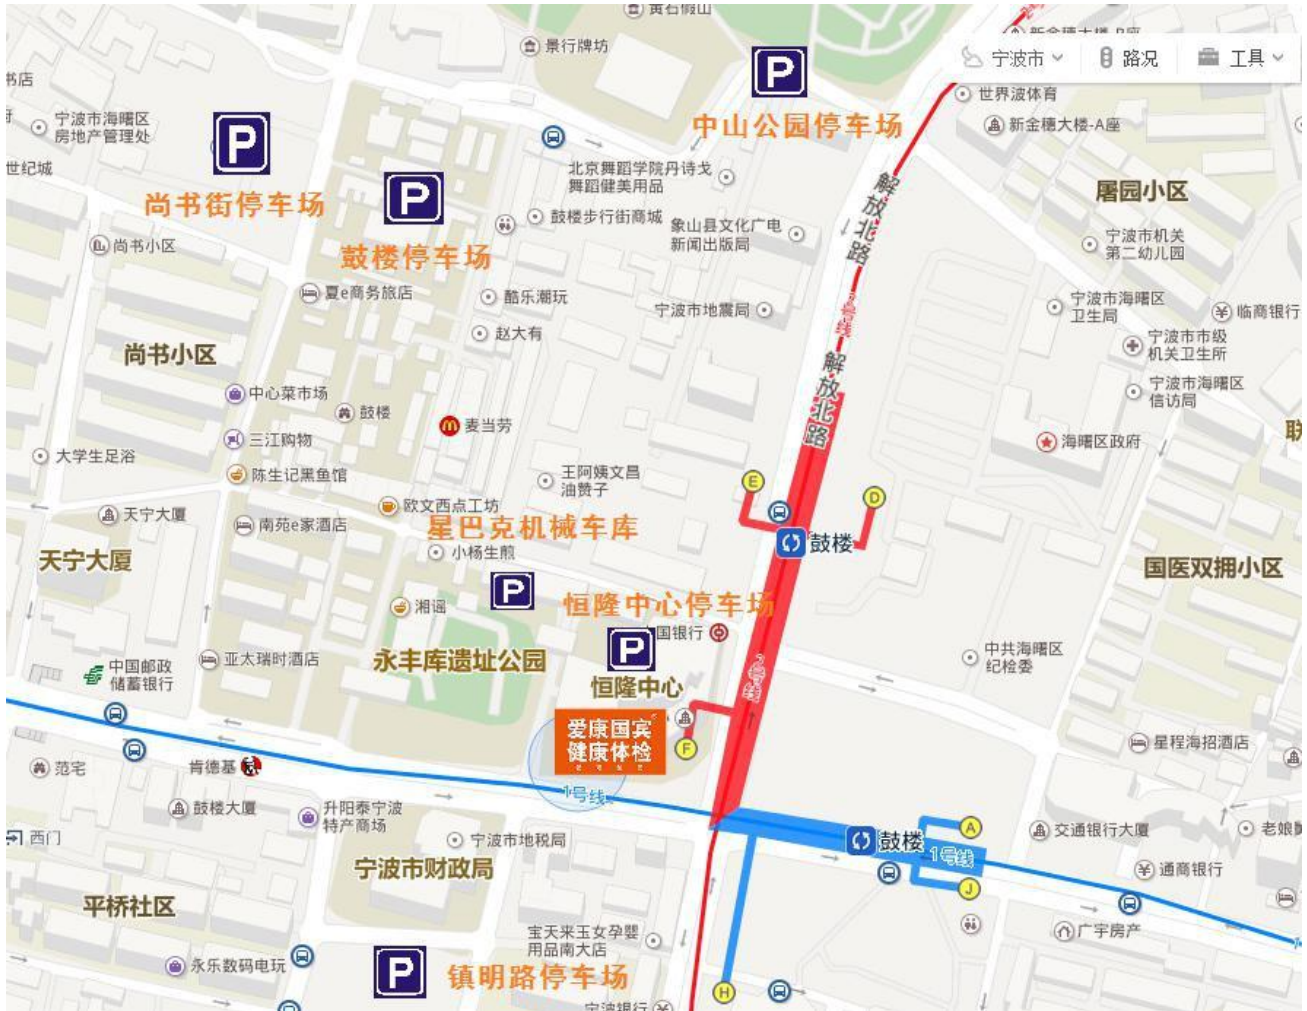 黄石假山
景行牌坊
宁波市
路况
工具
书店
世界波体育
宁波市海曙区
房地产管理处
新金穗大楼-A座
中山公园停车场
世纪城
北京舞蹈学院丹诗戈
舞蹈健美用品
解放北路
屠园小区
尚书街停车场
鼓楼步行街商城
象山县文化广电
新闻出版局
尚书小区
鼓楼停车场
宁波市机关
第二幼儿园
夏e商务旅店
酷乐潮玩
宁波市地震局
宁波市海曙区
卫生局
临商银行
赵大有
2号线
宁波市市级
机关卫生所
尚书小区
解放北路
宁波市海曙区
信访局
中心菜市场
鼓楼
麦当劳
三江购物
海曙区政府
联
大学生足浴
陈生记黑鱼馆
王阿姨文昌
油赞子
E
D
天宁大厦
欧文西点工坊
南苑e家酒店
星巴克机械车库
鼓楼
天宁大厦
小杨生煎
国医双拥小区
P
湘谣
恒隆中心停车场
国银行
P
中共海曙区
纪检委
中国邮政
储蓄银行
亚太瑞时酒店
永丰库遗址公园
恒隆中心
2号线
爱康国宾
健康体检
F
星程海招酒店
范宅
肯德基
1号线
鼓楼大厦
升阳泰宁波
特产商场
A
西门
宁波市地税局
鼓楼
1号线
交通银行大厦
宁波市财政局
通商银行
J
平桥社区
宝天来玉女孕婴
用品南大店
广宇房产
永乐数码电玩
P
镇明路停车场
H
宁波银行